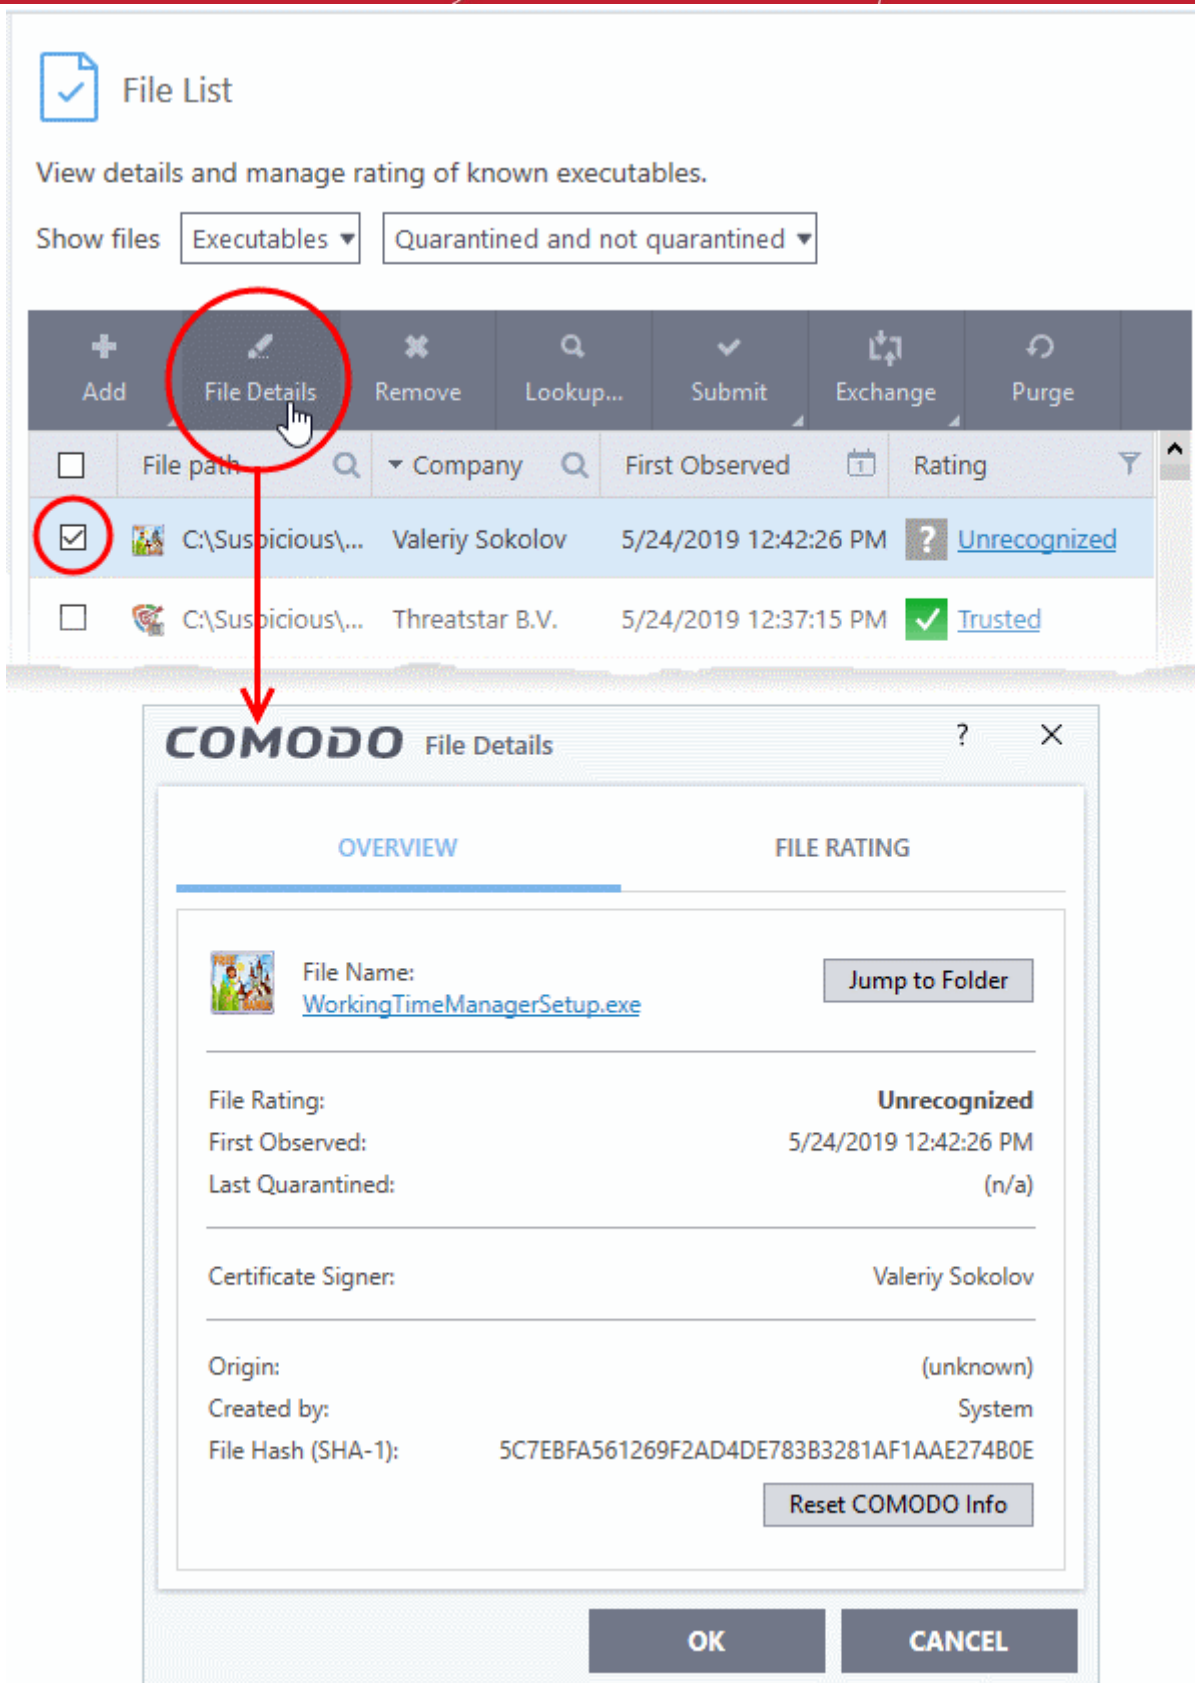 File List
View details and manage rating of known executables.
Show files Executables Quarantined and not quarantined
Add File Details Remove Lookup... Submit Exchange Purge
File path Company First Observed 1 Rating
C:\Suspicious\... Valeriy Sokolov 5/24/2019 12:42:26 PM ? Unrecognized
C:\Suspicious\... Threatstar B.V. 5/24/2019 12:37:15 PM Trusted
COMODO File Details ?
OVERVIEW FILE RATING
File Name: Jump to Folder
WorkingTimeManagerSetup.exe
File Rating: Unrecognized
First Observed: 5/24/2019 12:42:26 PM
Last Quarantined: (n/a)
Certificate Signer: Valeriy Sokolov
Origin: (unknown)
Created by: System
File Hash (SHA-1): 5C7EBFA561269F2AD4DE783B3281AF1AAE274B0E
Reset COMODO Info
OK CANCEL